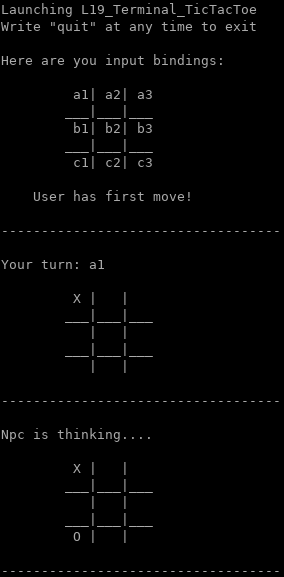 Launching L19_Terminal_TicTacToe
Write "quit" at any time to exit
Here are you input bindings:
a1| a2| a3
___|___|___
b1| b2| b3
___|___|___
c1| c2| c3
User has first move!
-----------------------------------
Your turn: a1
X |   |
___|___|___
|   |
___|___|___
|   |
-----------------------------------
Npc is thinking....
X |   |
___|___|___
|   |
___|___|___
O |   |
-----------------------------------